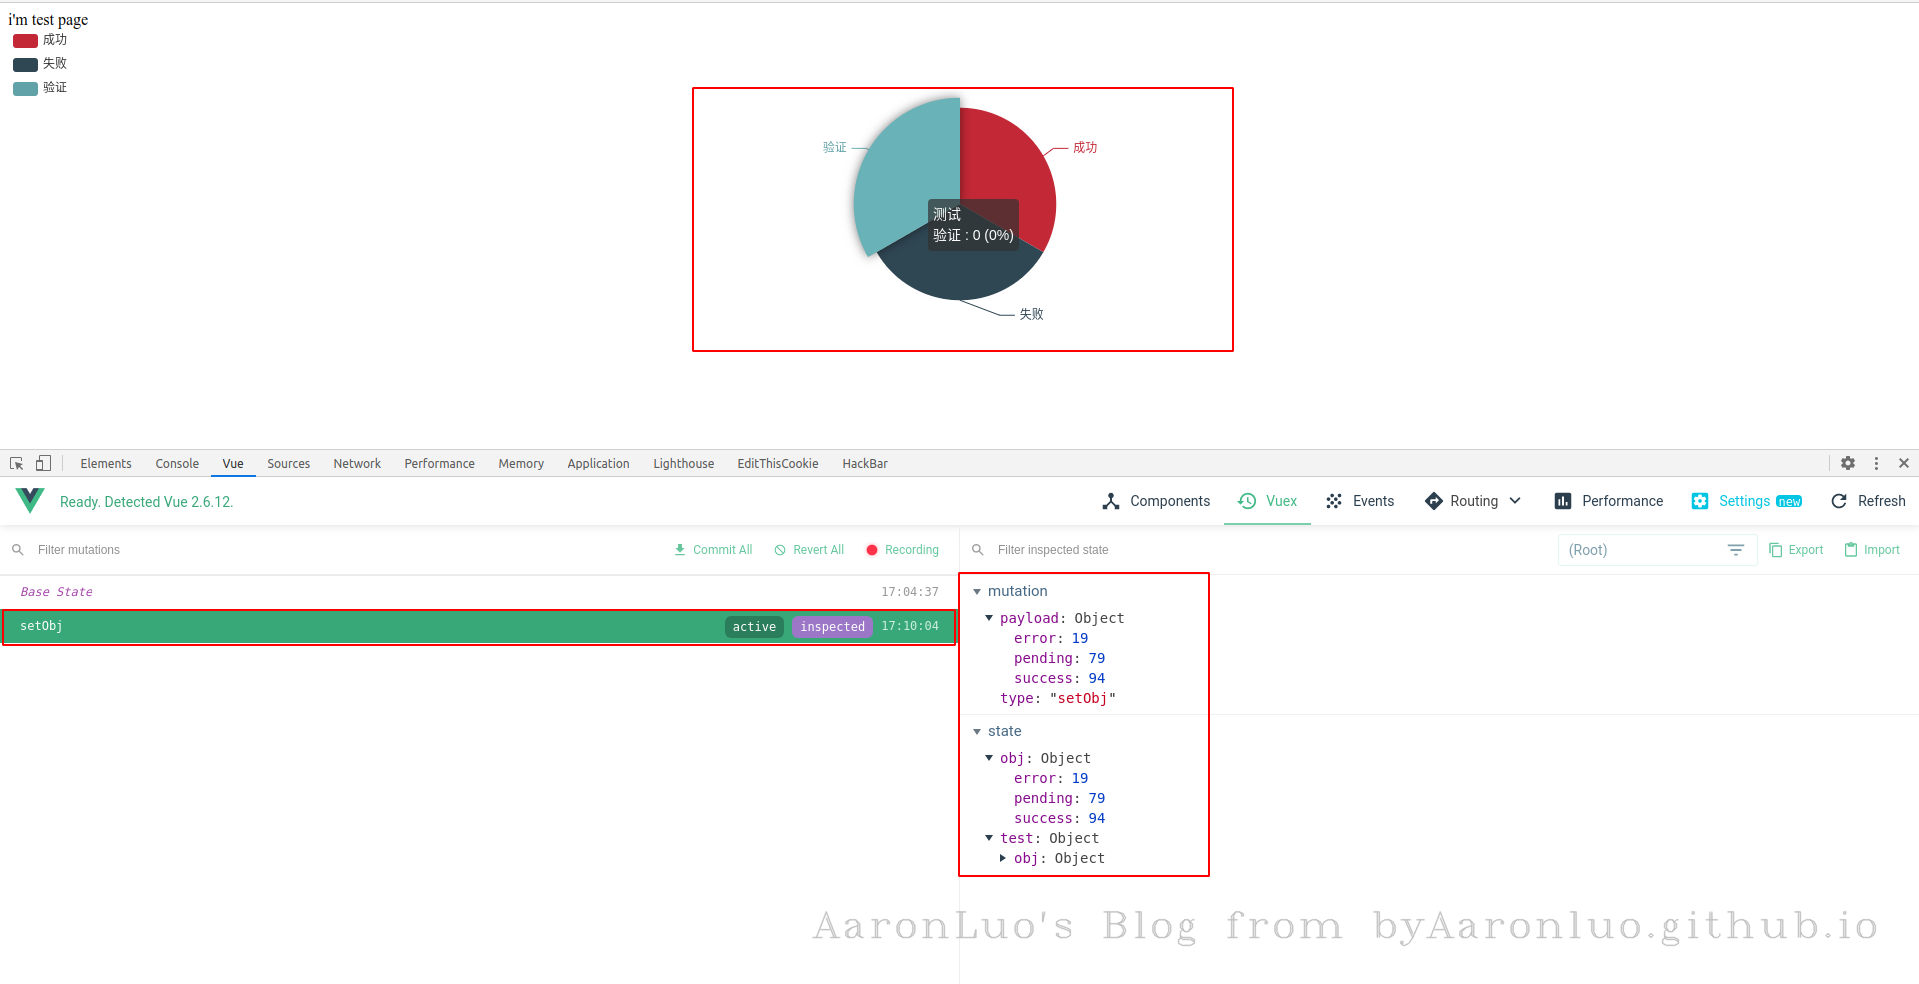 i'm test page
成功
失败
验证
验证
成功
测试
验证 : 0 (0%)
失败
Elements Console Vue Sources Network Performance Memory Application Lighthouse EditThisCookie HackBar
Ready. Detected Vue 2.6.12.
Components Vuex Events Routing Performance Settings new Refresh
Filter mutations Commit All Revert All Recording
Filter inspected state (Root) Export Import
Base State 17:04:37
setObj active inspected 17:10:04
mutation
payload: Object
error: 19
pending: 79
success: 94
type: "setObj"
state
obj: Object
error: 19
pending: 79
success: 94
test: Object
obj: Object
AaronLuo's Blog from byAaronluo.github.io